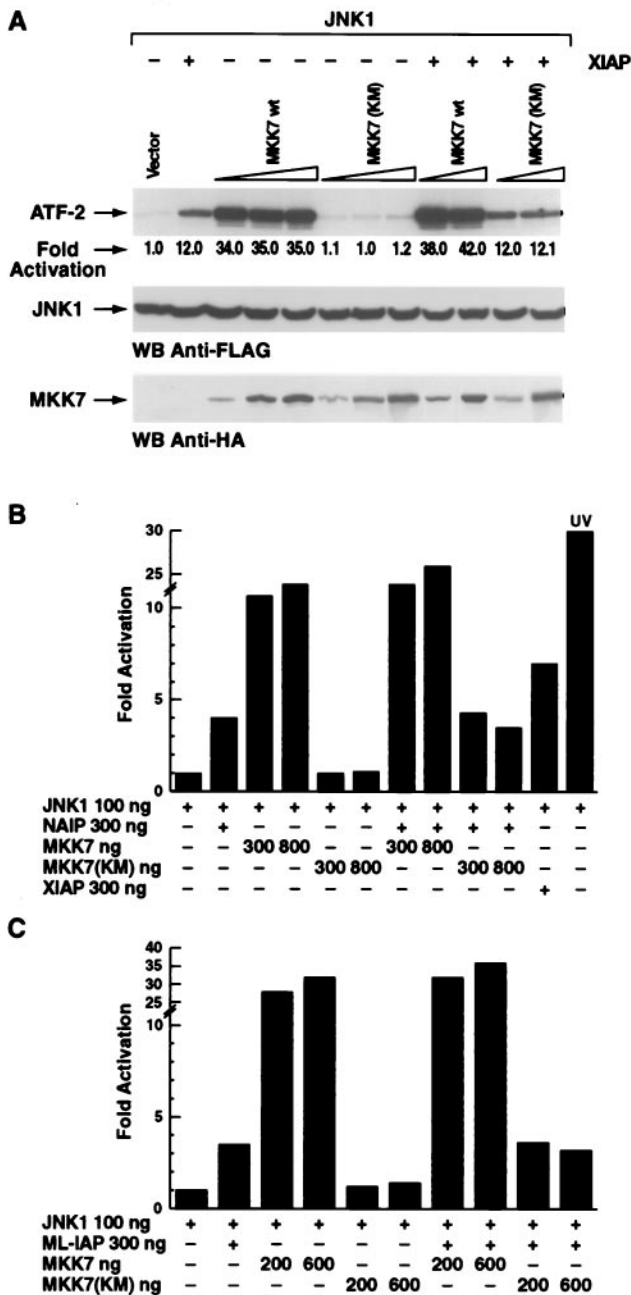 A
JNK1
− + − − − − − − + + + + XIAP
Vector
MKK7 wt
MKK7 (KM)
MKK7 wt
MKK7 (KM)
ATF-2
Fold Activation 1.0 12.0 34.0 35.0 35.0 1.1 1.0 1.2 38.0 42.0 12.0 12.1
JNK1
WB Anti-FLAG
MKK7
WB Anti-HA
B
Fold Activation
30
25
10
5
0
UV
JNK1 100 ng + + + + + + + + + + + +
NAIP 300 ng − + − − − − + + + + − −
MKK7 ng − − 300 800 − − 300 800 − − − −
MKK7(KM) ng − − − − 300 800 − − 300 800 − −
XIAP 300 ng − − − − − − − − − − + −
C
Fold Activation
40
35
30
25
10
5
0
JNK1 100 ng + + + + + + + + + +
ML-IAP 300 ng − + − − − − + + + +
MKK7 ng − − 200 600 − − 200 600 − −
MKK7(KM) ng − − − − 200 600 − − 200 600